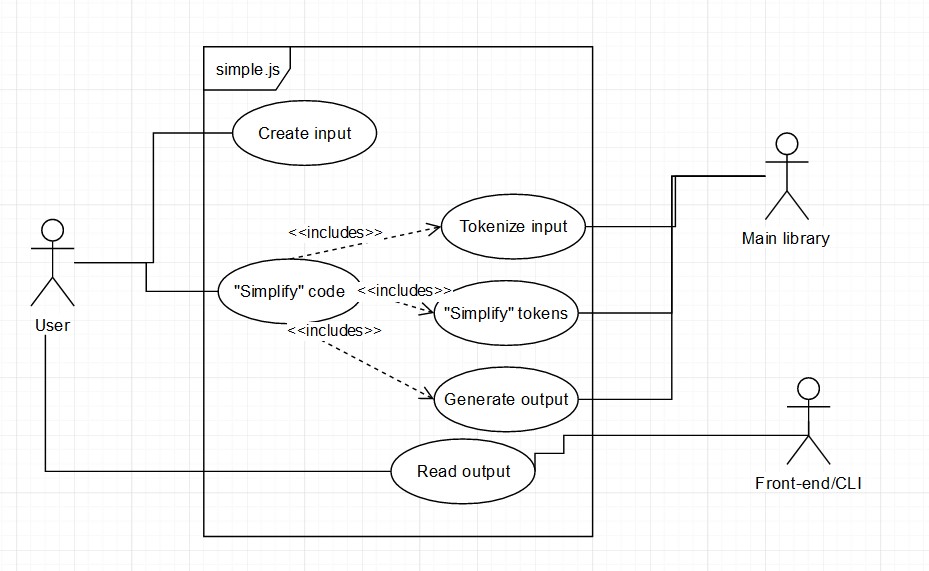 simple.js
Create input
Tokenize input
<<includes>>
"Simplify" code
<<includes>>
"Simplify" tokens
<<includes>>
Generate output
Read output
User
Main library
Front-end/CLI